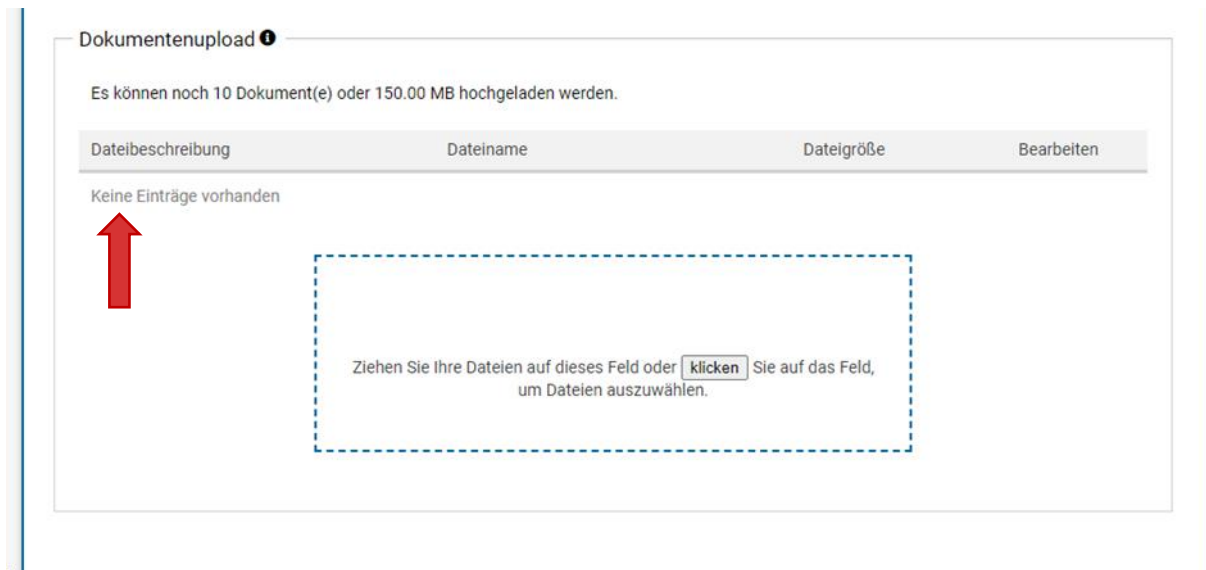 Dokumentenupload
Es können noch 10 Dokument(e) oder 150.00 MB hochgeladen werden.
Dateibeschreibung Dateiname Dateigröße Bearbeiten
Keine Einträge vorhanden
Ziehen Sie Ihre Dateien auf dieses Feld oder klicken Sie auf das Feld,
um Dateien auszuwählen.